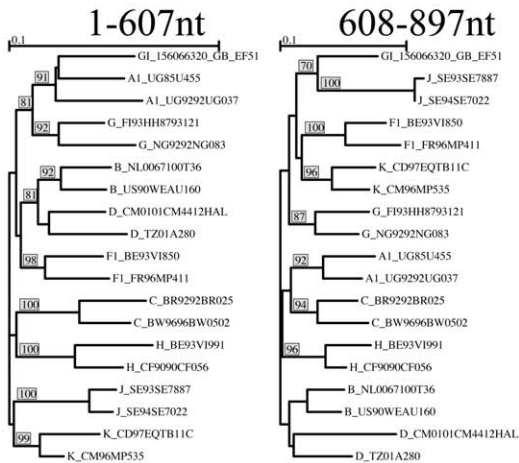 1-607nt
0.1
GI_156066320_GB_EF51
91
A1_UG85U455
81
A1_UG9292UG037
G_FI93HH8793121
92
G_NG9292NG083
92
B_NL0067100T36
B_US90WEAU160
81
D_CM0101CM4412HAL
D_TZ01A280
F1_BE93VI850
98
F1_FR96MP411
100
C_BR9292BR025
C_BW9696BW0502
H_BE93VI991
100
H_CF9090CF056
100
J_SE93SE7887
J_SE94SE7022
K_CD97EQTB11C
99
K_CM96MP535
608-897nt
0.1
GI_156066320_GB_EF51
70
J_SE93SE7887
100
J_SE94SE7022
F1_BE93VI850
100
F1_FR96MP411
K_CD97EQTB11C
96
K_CM96MP535
G_FI93HH8793121
87
G_NG9292NG083
A1_UG85U455
92
A1_UG9292UG037
C_BR9292BR025
94
C_BW9696BW0502
H_BE93VI991
96
H_CF9090CF056
B_NL0067100T36
B_US90WEAU160
D_CM0101CM4412HAL
D_TZ01A280